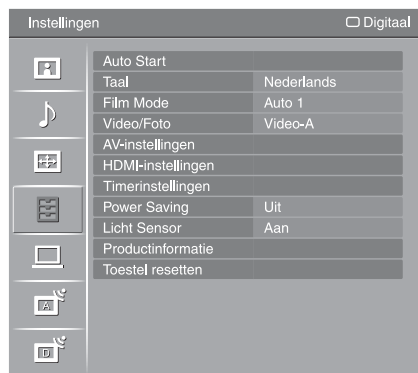 Instellingen Digitaal
Auto Start
Taal Nederlands
Film Mode Auto 1
Video/Foto Video-A
AV-instellingen
HDMI-instellingen
Timerinstellingen
Power Saving Uit
Licht Sensor Aan
Productinformatie
Toestel resetten
A
D